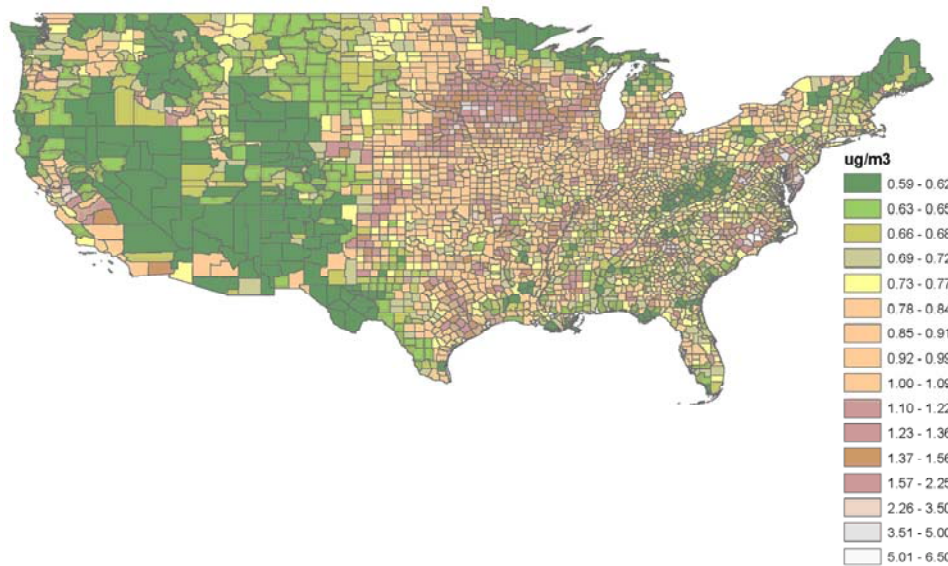 ug/m3
0.59 - 0.62
0.63 - 0.65
0.66 - 0.68
0.69 - 0.72
0.73 - 0.77
0.78 - 0.84
0.85 - 0.91
0.92 - 0.99
1.00 - 1.09
1.10 - 1.22
1.23 - 1.36
1.37 - 1.56
1.57 - 2.25
2.26 - 3.50
3.51 - 5.00
5.01 - 6.50